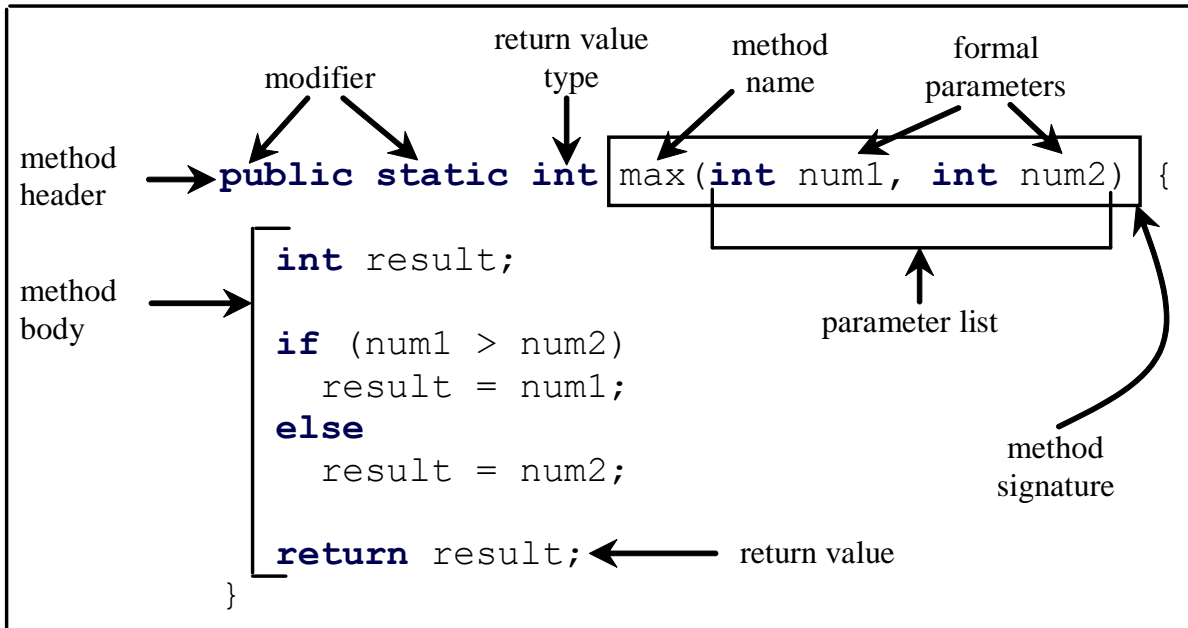 return value
type
method
name
formal
parameters
modifier
method
header
public static int max(int num1, int num2) {
int result;
method
body
parameter list
if (num1 > num2)
result = num1;
else
result = num2;
method
signature
return result;
return value
}